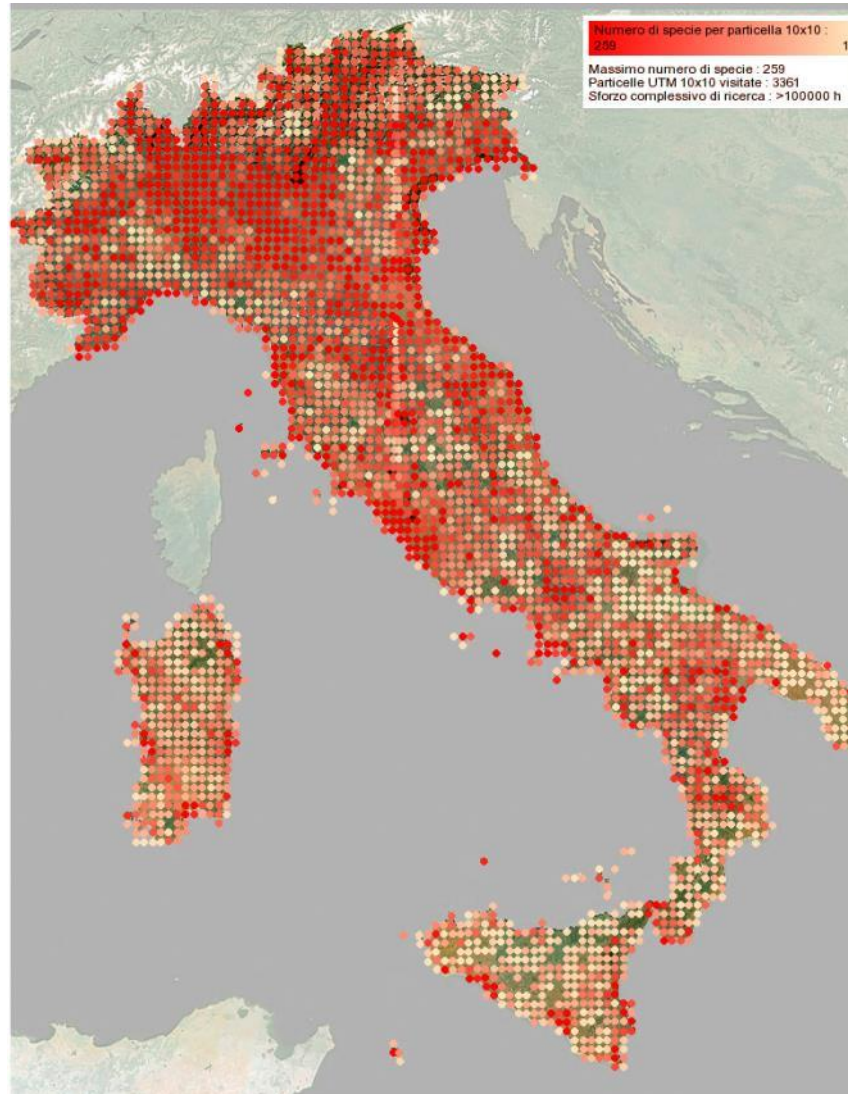 Numero di specie per particella 10x10 :
259 1
Massimo numero di specie : 259
Particelle UTM 10x10 visitate : 3361
Sforzo complessivo di ricerca : >100000 h